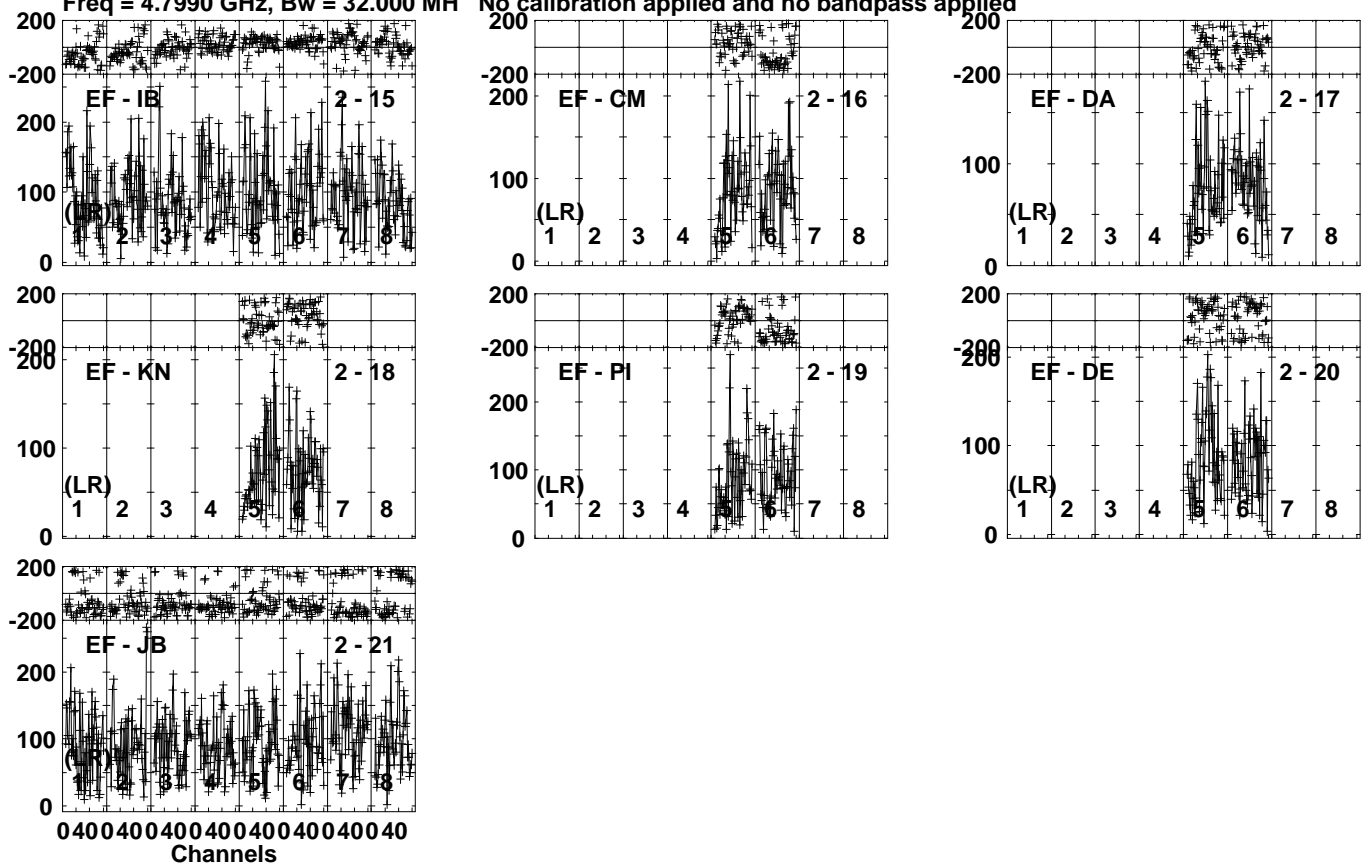 Freq = 4.7990 GHz, Bw = 32.000 MH No calibration applied and no bandpass applied
200
-200
EF - IB 2 - 15
200
100
0
(LR)
1 2 3 4 5 6 7 8
200
-200
EF - CM 2 - 16
200
100
0
(LR)
1 2 3 4 5 6 7 8
200
-200
EF - DA 2 - 17
200
100
0
(LR)
1 2 3 4 5 6 7 8
200
-200
EF - KN 2 - 18
200
100
0
(LR)
1 2 3 4 5 6 7 8
200
-200
EF - PI 2 - 19
200
100
0
(LR)
1 2 3 4 5 6 7 8
200
-200
EF - DE 2 - 20
200
100
0
(LR)
1 2 3 4 5 6 7 8
200
-200
EF - JB 2 - 21
200
100
0
(LR)
1 2 3 4 5 6 7 8
0 40 0 40 0 40 0 40 0 40 0 40 0 40 0 40
Channels